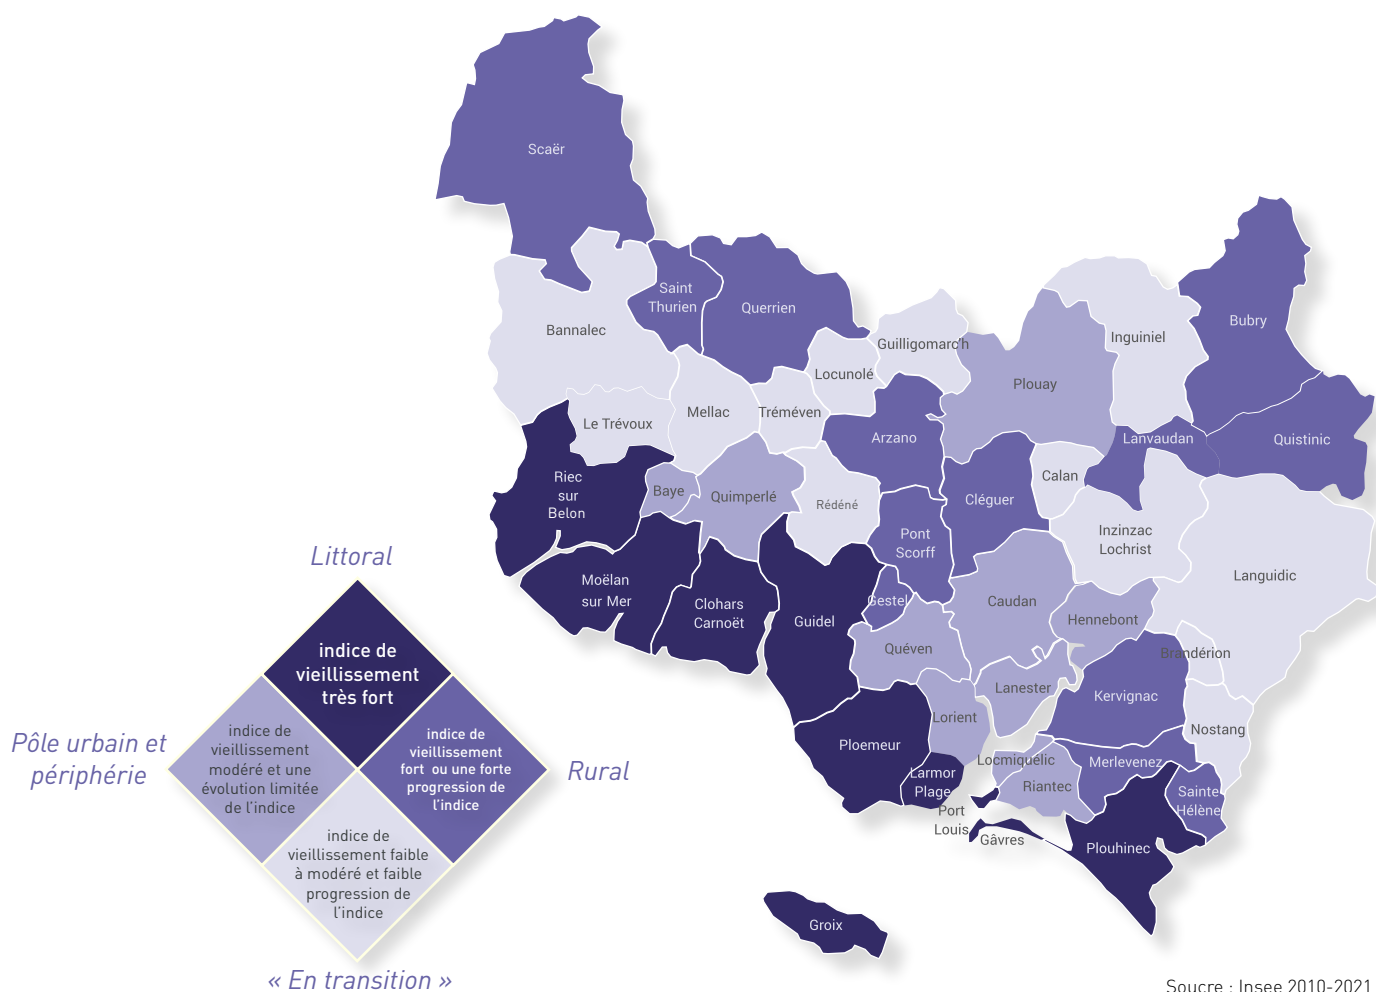 Scaër
Saint
Thurien
Querrien
Bannalec
Guilligomarc'h
Inguiniel
Bubry
Locunolé
Plouay
Le Trévoux
Mellac
Tréméven
Arzano
Lanvaudan
Quistinic
Riec
sur
Belon
Baye
Quimperlé
Rédéné
Cléguer
Calan
Pont
Scorff
Inzinzac
Lochrist
Languidic
Moëlan
sur Mer
Clohars
Carnoët
Guidel
Gestel
Caudan
Hennebont
Quéven
Brandérion
Lanester
Kervignac
Lorient
Nostang
Ploemeur
Locmiquélic
Merlevenez
Larmor
Plage
Riantec
Sainte
Hélène
Port
Louis
Gâvres
Plouhinec
Groix
Littoral
indice de
vieillissement
très fort
Pôle urbain et
périphérie
indice de
vieillissement
modéré et une
évolution limitée
de l'indice
indice de
vieillissement
fort ou une forte
progression de
l'indice
Rural
indice de
vieillissement faible
à modéré et faible
progression de
l'indice
« En transition »
Soucre : Insee 2010-2021